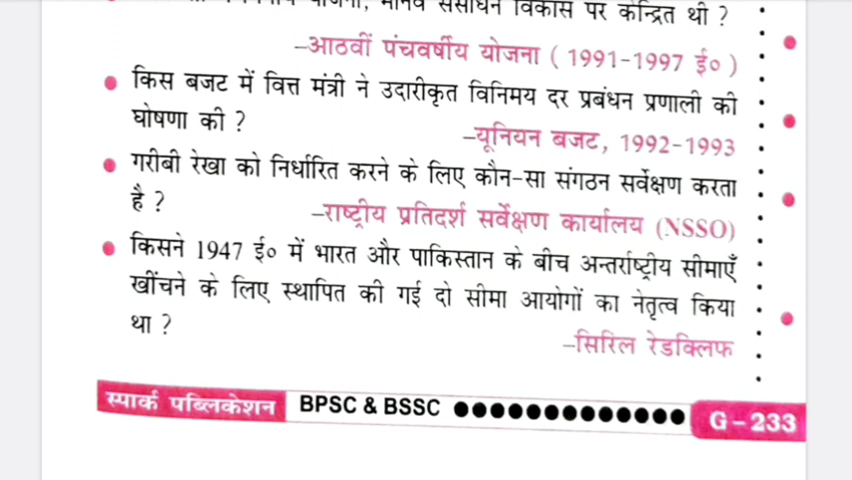 योजना, मानव संसाधन विकास पर केन्द्रित थी ?
–आठवीं पंचवर्षीय योजना ( 1991-1997 ई० )
किस बजट में वित्त मंत्री ने उदारीकृत विनिमय दर प्रबंधन प्रणाली की
घोषणा की ?
–यूनियन बजट, 1992-1993
गरीबी रेखा को निर्धारित करने के लिए कौन-सा संगठन सर्वेक्षण करता
है ?
–राष्ट्रीय प्रतिदर्श सर्वेक्षण कार्यालय (NSSO)
किसने 1947 ई० में भारत और पाकिस्तान के बीच अन्तर्राष्ट्रीय सीमाएँ
खींचने के लिए स्थापित की गई दो सीमा आयोगों का नेतृत्व किया
था ?
–सिरिल रेडक्लिफ
स्पार्क पब्लिकेशन BPSC & BSSC G – 233